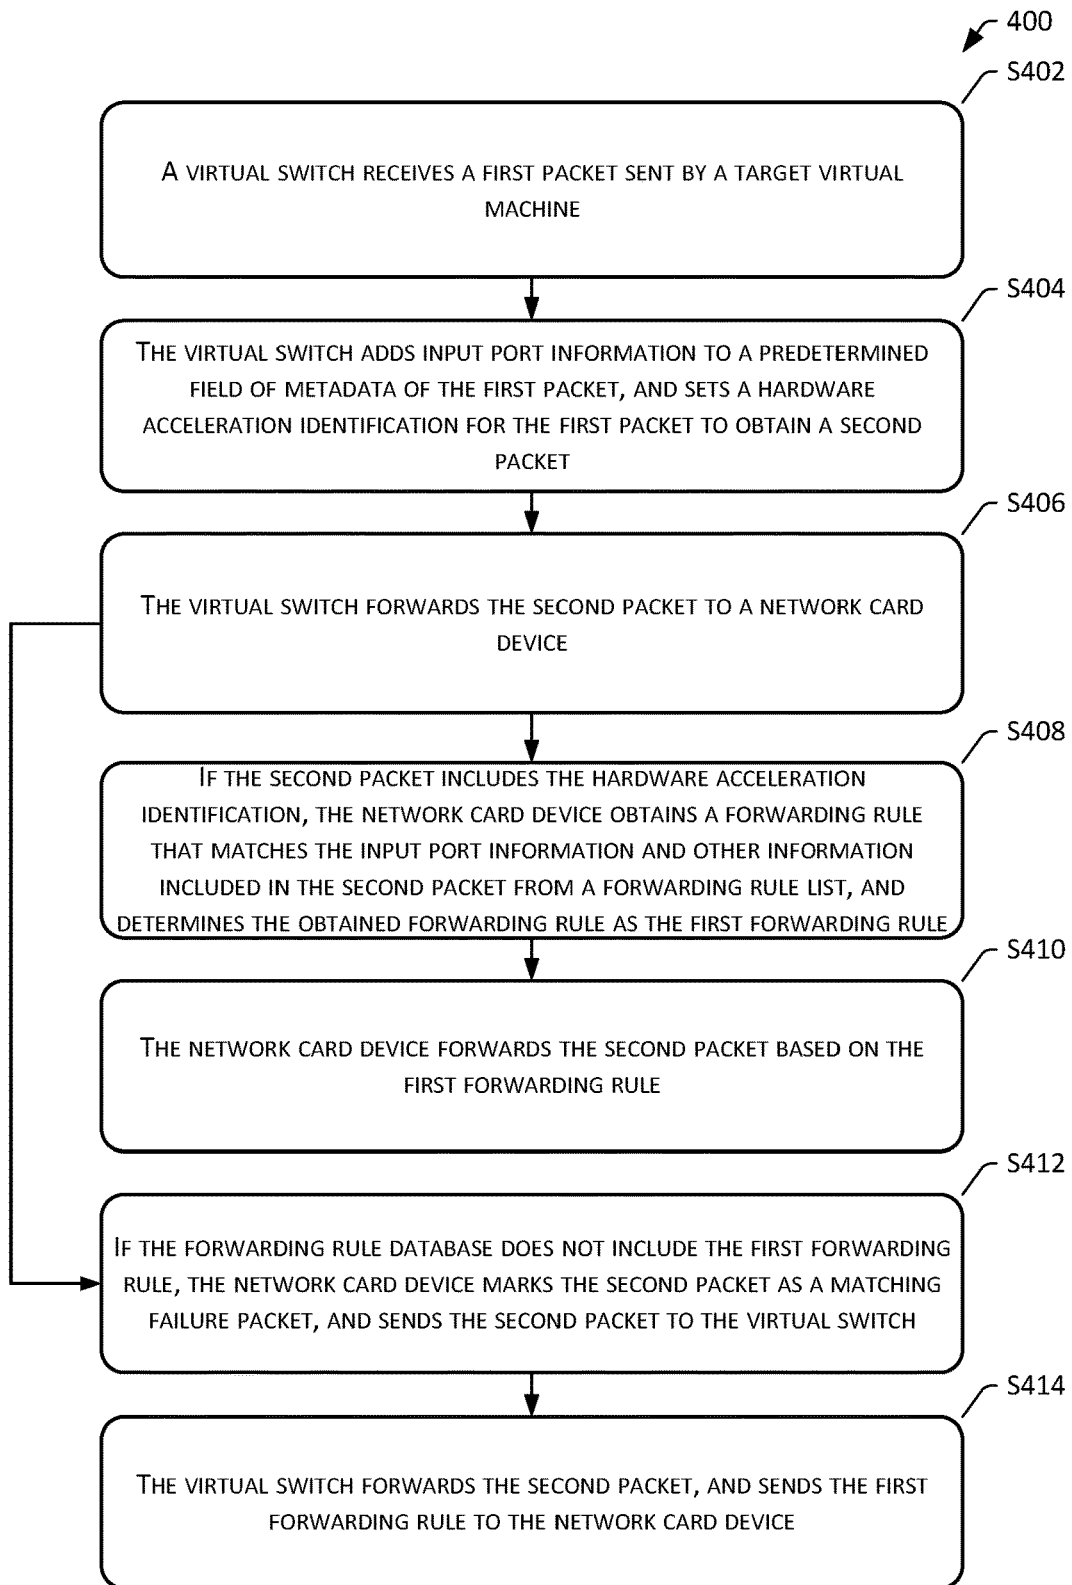 400
S402
A VIRTUAL SWITCH RECEIVES A FIRST PACKET SENT BY A TARGET VIRTUAL
MACHINE
S404
THE VIRTUAL SWITCH ADDS INPUT PORT INFORMATION TO A PREDETERMINED
FIELD OF METADATA OF THE FIRST PACKET, AND SETS A HARDWARE
ACCELERATION IDENTIFICATION FOR THE FIRST PACKET TO OBTAIN A SECOND
PACKET
S406
THE VIRTUAL SWITCH FORWARDS THE SECOND PACKET TO A NETWORK CARD
DEVICE
S408
IF THE SECOND PACKET INCLUDES THE HARDWARE ACCELERATION
IDENTIFICATION, THE NETWORK CARD DEVICE OBTAINS A FORWARDING RULE
THAT MATCHES THE INPUT PORT INFORMATION AND OTHER INFORMATION
INCLUDED IN THE SECOND PACKET FROM A FORWARDING RULE LIST, AND
DETERMINES THE OBTAINED FORWARDING RULE AS THE FIRST FORWARDING RULE
S410
THE NETWORK CARD DEVICE FORWARDS THE SECOND PACKET BASED ON THE
FIRST FORWARDING RULE
S412
IF THE FORWARDING RULE DATABASE DOES NOT INCLUDE THE FIRST FORWARDING
RULE, THE NETWORK CARD DEVICE MARKS THE SECOND PACKET AS A MATCHING
FAILURE PACKET, AND SENDS THE SECOND PACKET TO THE VIRTUAL SWITCH
S414
THE VIRTUAL SWITCH FORWARDS THE SECOND PACKET, AND SENDS THE FIRST
FORWARDING RULE TO THE NETWORK CARD DEVICE